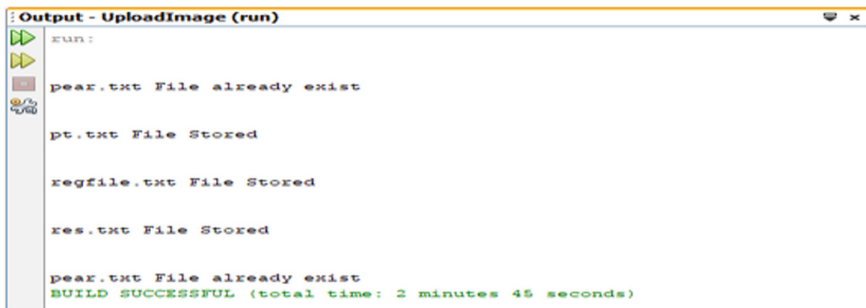 Output - UploadImage (run)
run:
pear.txt File already exist
pt.txt File Stored
regfile.txt File Stored
res.txt File Stored
pear.txt File already exist
BUILD SUCCESSFUL (total time: 2 minutes 45 seconds)